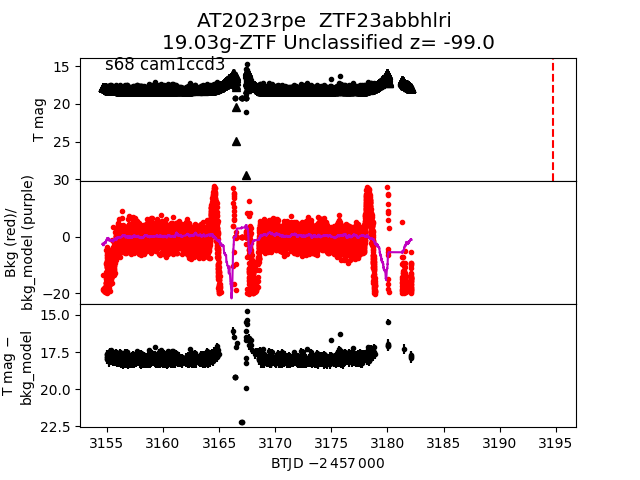 AT2023rpe  ZTF23abbhlri
19.03g-ZTF Unclassified z= -99.0
s68 cam1ccd3
15
20
25
30
T mag
0
−20
Bkg (red)/
bkg_model (purple)
15.0
17.5
20.0
22.5
T mag −
bkg_model
3155 3160 3165 3170 3175 3180 3185 3190 3195
BTJD −2 457 000